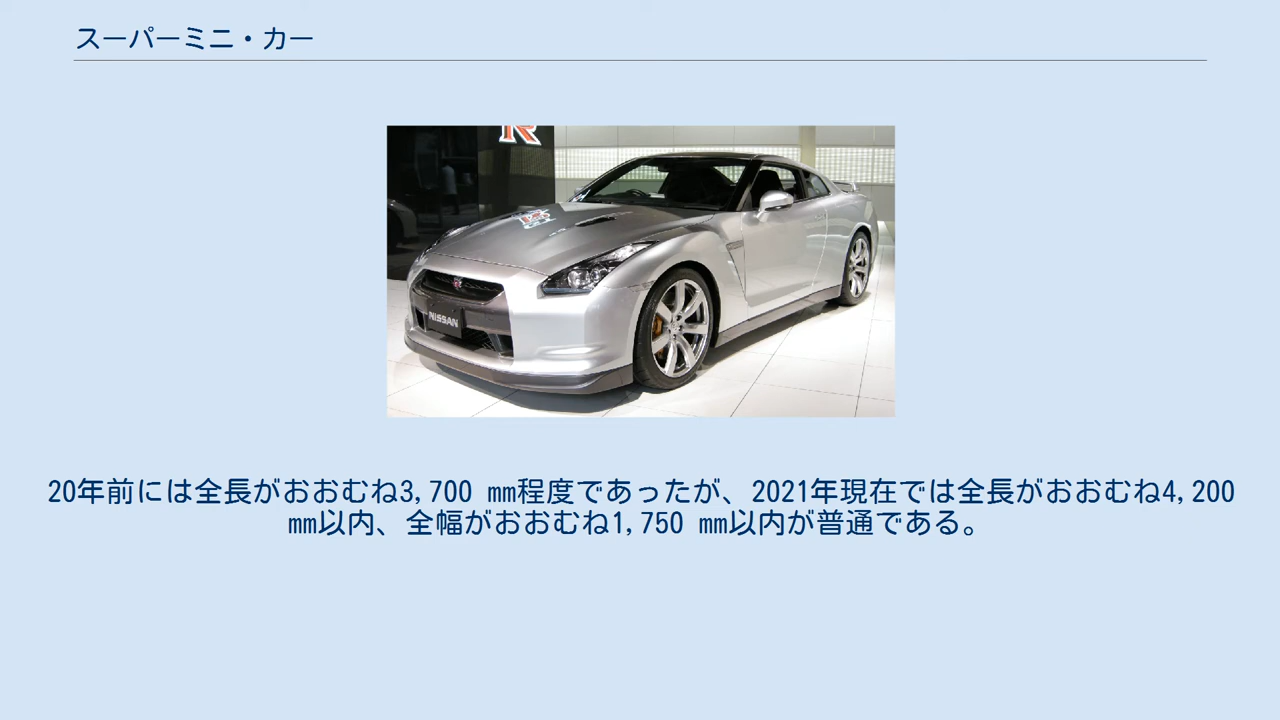 スーパーミニ・カー
R
NISSAN
20年前には全長がおおむね3,700 mm程度であったが、2021年現在では全長がおおむね4,200
mm以内、全幅がおおむね1,750 mm以内が普通である。